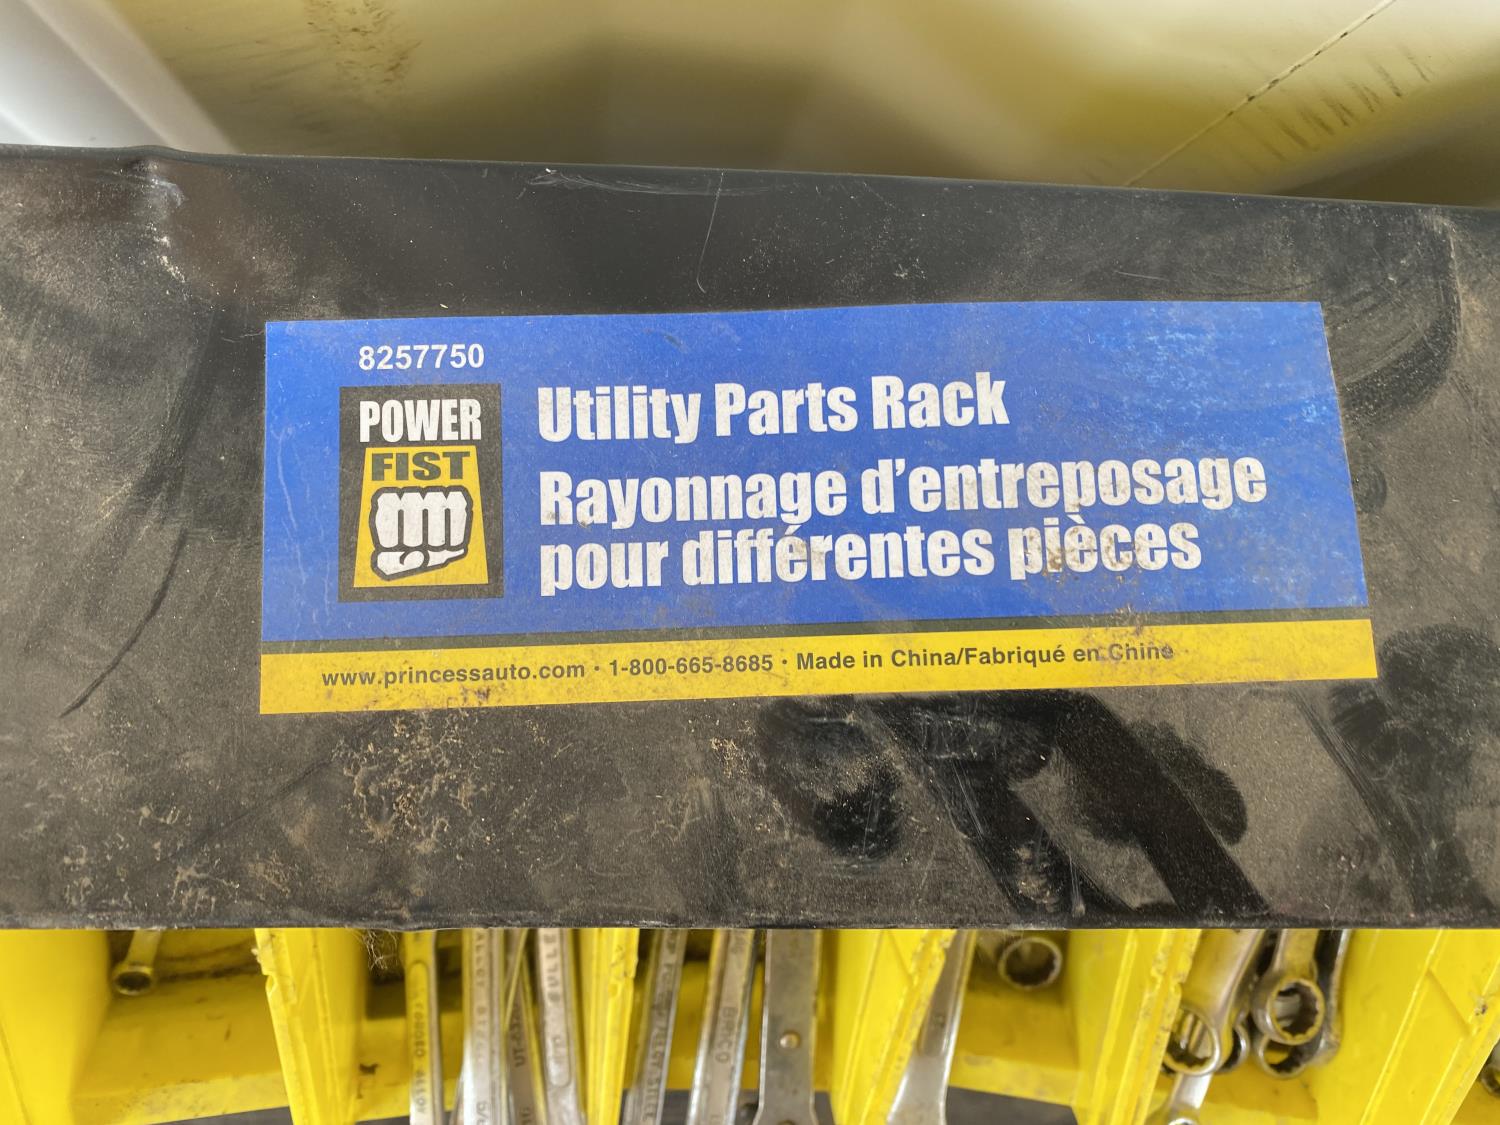 8257750
POWER
FIST
Utility Parts Rack
Rayonnage d'entreposage
pour différentes pièces
www.princessauto.com • 1-800-665-8685 • Made in China/Fabriqué en Chine